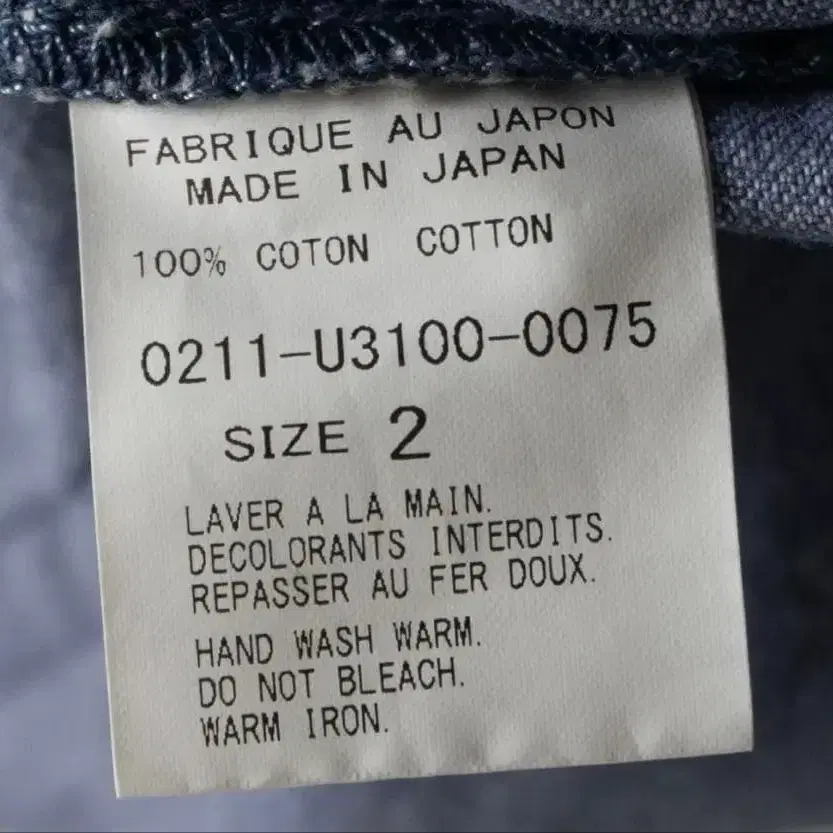 FABRIQUE AU JAPON
MADE IN JAPAN
100% COTON COTTON
0211-U3100-0075
SIZE 2
LAVER A LA MAIN.
DECOLORANTS INTERDITS.
REPASSER AU FER DOUX.
HAND WASH WARM.
DO NOT BLEACH.
WARM IRON.